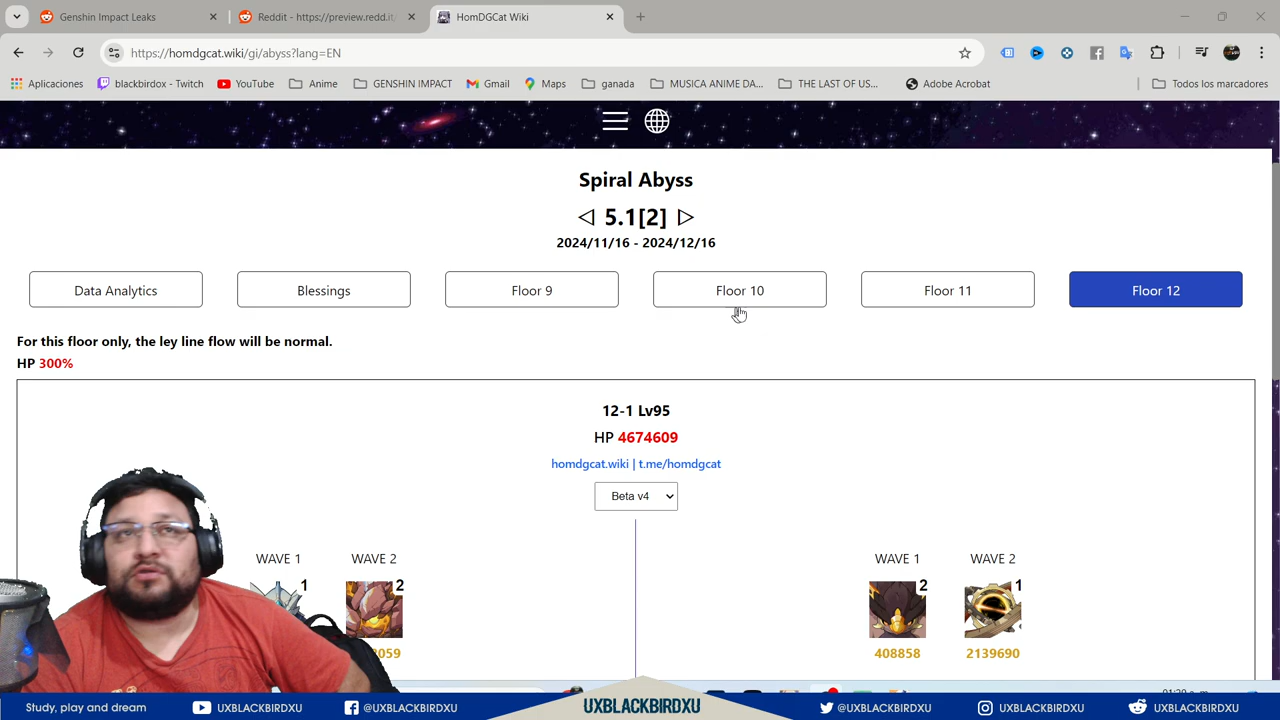 Genshin Impact Leaks
Reddit - https://preview.redd.it/
HomDGCat Wiki
https://homdgcat.wiki/gi/abyss?lang=EN
Aplicaciones
blackbirdox - Twitch
YouTube
Anime
GENSHIN IMPACT
Gmail
Maps
ganada
MUSICA ANIME DA...
THE LAST OF US...
Adobe Acrobat
Todos los marcadores
Spiral Abyss
5.1[2]
2024/11/16 - 2024/12/16
Data Analytics
Blessings
Floor 9
Floor 10
Floor 11
Floor 12
For this floor only, the ley line flow will be normal.
HP 300%
12-1 Lv95
HP 4674609
homdgcat.wiki | t.me/homdgcat
Beta v4
WAVE 1 WAVE 2 WAVE 1 WAVE 2
1 2 2 1
059 408858 2139690
Study, play and dream
UXBLACKBIRDXU
@UXBLACKBIRDXU
UXBLACKBIRDXU
@UXBLACKBIRDXU
UXBLACKBIRDXU
UXBLACKBIRDXU